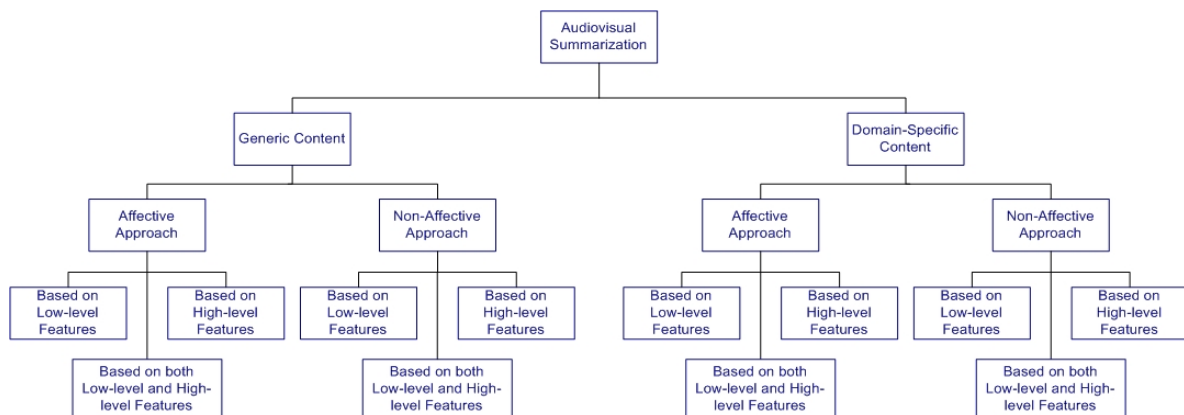 Audiovisual
Summarization
Generic Content
Domain-Specific
Content
Affective
Approach
Non-Affective
Approach
Affective
Approach
Non-Affective
Approach
Based on
Low-level
Features
Based on
High-level
Features
Based on
Low-level
Features
Based on
High-level
Features
Based on
Low-level
Features
Based on
High-level
Features
Based on
Low-level
Features
Based on
High-level
Features
Based on both
Low-level and High-
level Features
Based on both
Low-level and High-
level Features
Based on both
Low-level and High-
level Features
Based on both
Low-level and High-
level Features